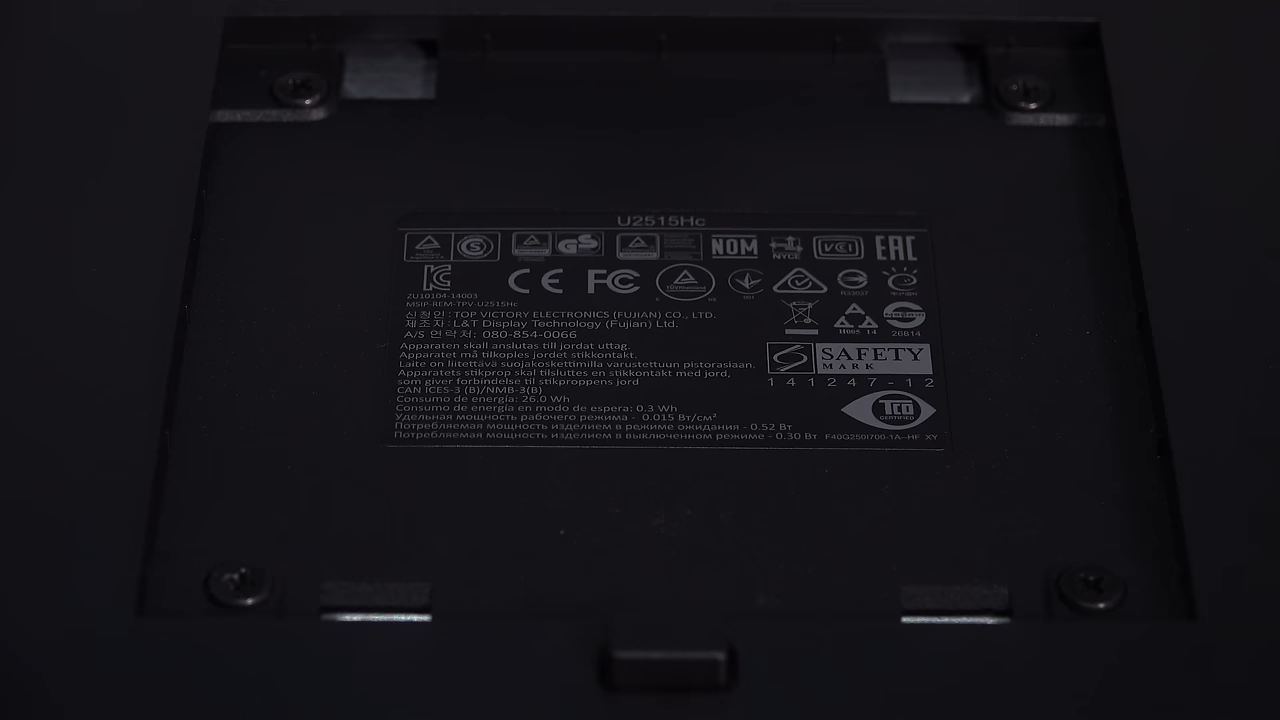 U2515Hc
NOM
NYCE
VCCI
EAC
CE FC
TÜVRheinland
ZU10104-14003
MSIP-REM-TPV-U2515Hc
신청인: TOP VICTORY ELECTRONICS (FUJIAN) CO., LTD.
제조자: L&T Display Technology (Fujian) Ltd.
A/S 연락처: 080-854-0066
001
R33037
H005 14
26814
Apparaten skall anslutas till jordat uttag.
Apparatet må tilkoples jordet stikkontakt.
Laite on liitettävä suojakoskettimilla varustettuun pistorasiaan.
Apparatets stikprop skal tilsluttes en stikkontakt med jord,
som giver forbindelse til stikproppens jord
CAN ICES-3 (B)/NMB-3(B)
Consumo de energía: 26.0 Wh
Consumo de energía en modo de espera: 0.3 Wh
Удельная мощность рабочего режима - 0.015 Вт/см²
Потребляемая мощность изделием в режиме ожидания - 0.52 Вт
Потребляемая мощность изделием в выключенном режиме - 0.30 Вт
SAFETY
MARK
141247-12
TCO
CERTIFIED
F40G250I700-1A--HF XY